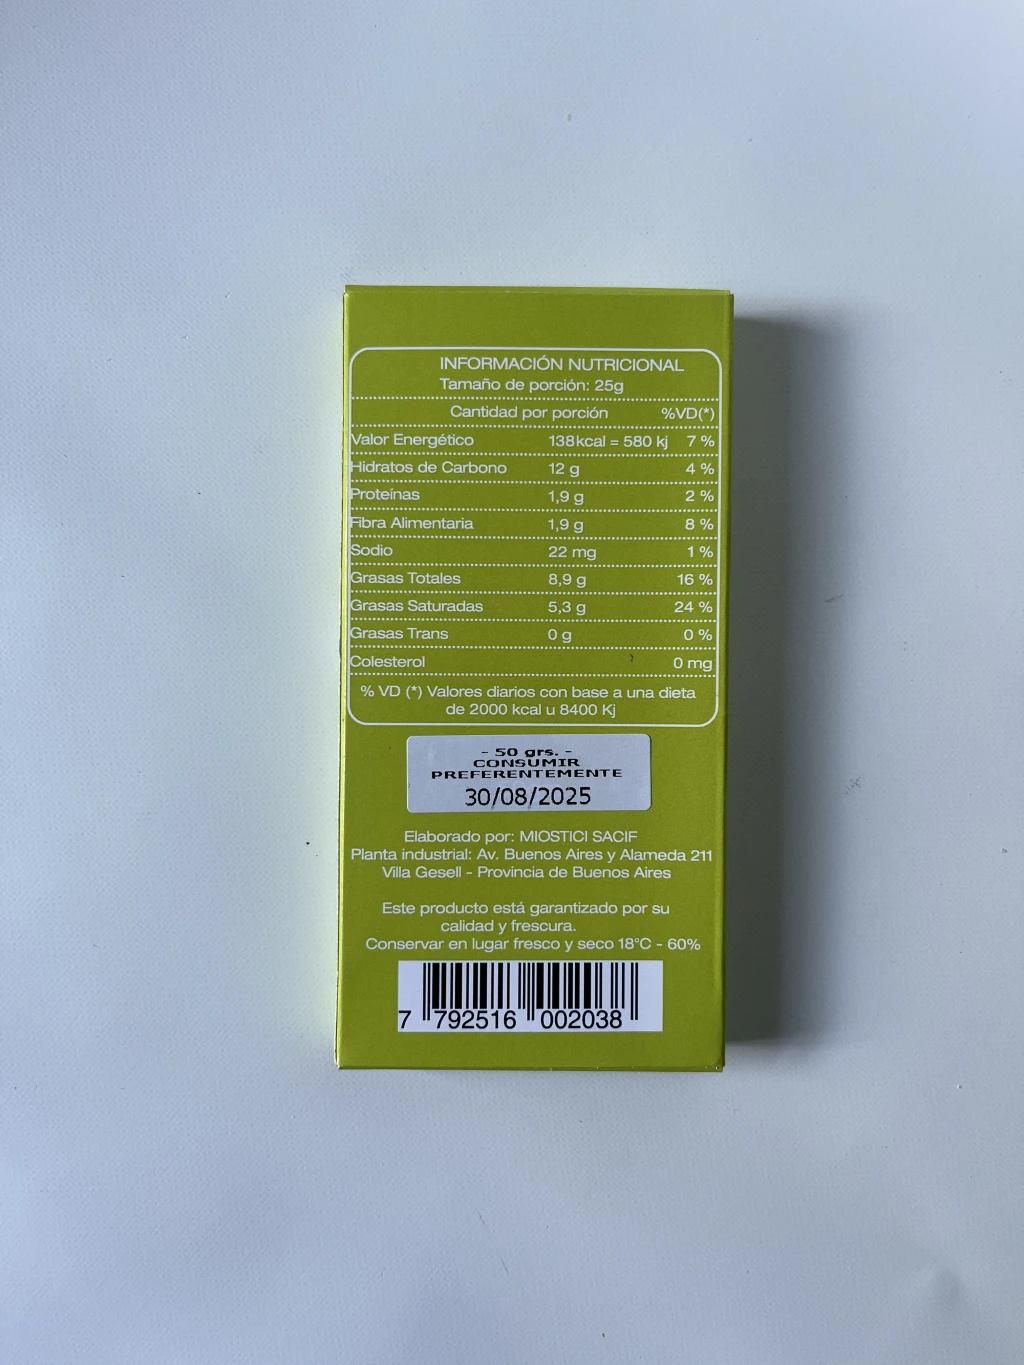 INFORMACIÓN NUTRICIONAL
Tamaño de porción: 25g
Cantidad por porción %VD(*)
Valor Energético 138kcal = 580 kj 7 %
Hidratos de Carbono 12 g 4 %
Proteínas 1,9 g 2 %
Fibra Alimentaria 1,9 g 8 %
Sodio 22 mg 1 %
Grasas Totales 8,9 g 16 %
Grasas Saturadas 5,3 g 24 %
Grasas Trans 0 g 0 %
Colesterol 0 mg
% VD (*) Valores diarios con base a una dieta
de 2000 kcal u 8400 Kj
- 50 grs. -
CONSUMIR
PREFERENTEMENTE
30/08/2025
Elaborado por: MIOSTICI SACIF
Planta industrial: Av. Buenos Aires y Alameda 211
Villa Gesell - Provincia de Buenos Aires
Este producto está garantizado por su
calidad y frescura.
Conservar en lugar fresco y seco 18°C - 60%
7 792516 002038